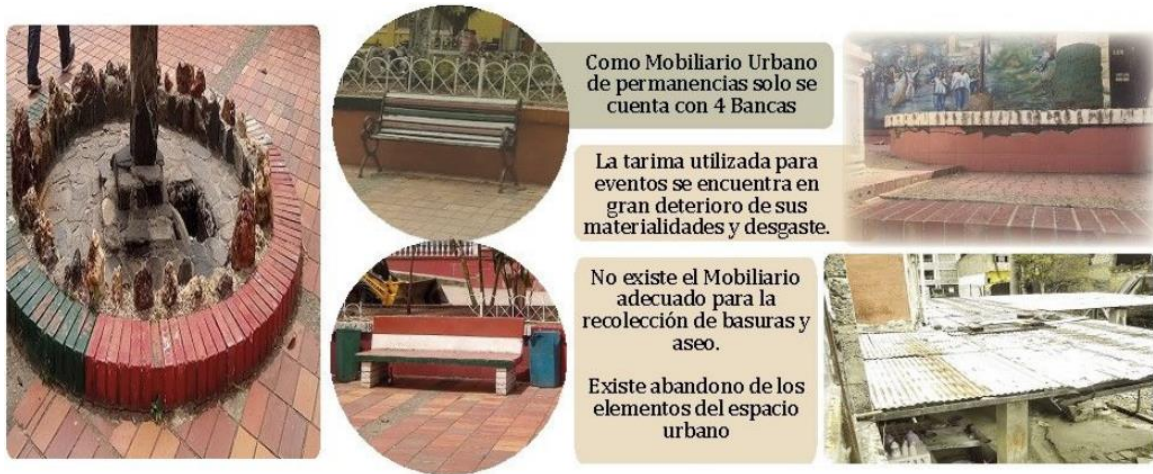 Como Mobiliario Urbano
de permanencias solo se
cuenta con 4 Bancas
La tarima utilizada para
eventos se encuentra en
gran deterioro de sus
materialidades y desgaste.
No existe el Mobiliario
adecuado para la
recolección de basuras y
aseo.
Existe abandono de los
elementos del espacio
urbano